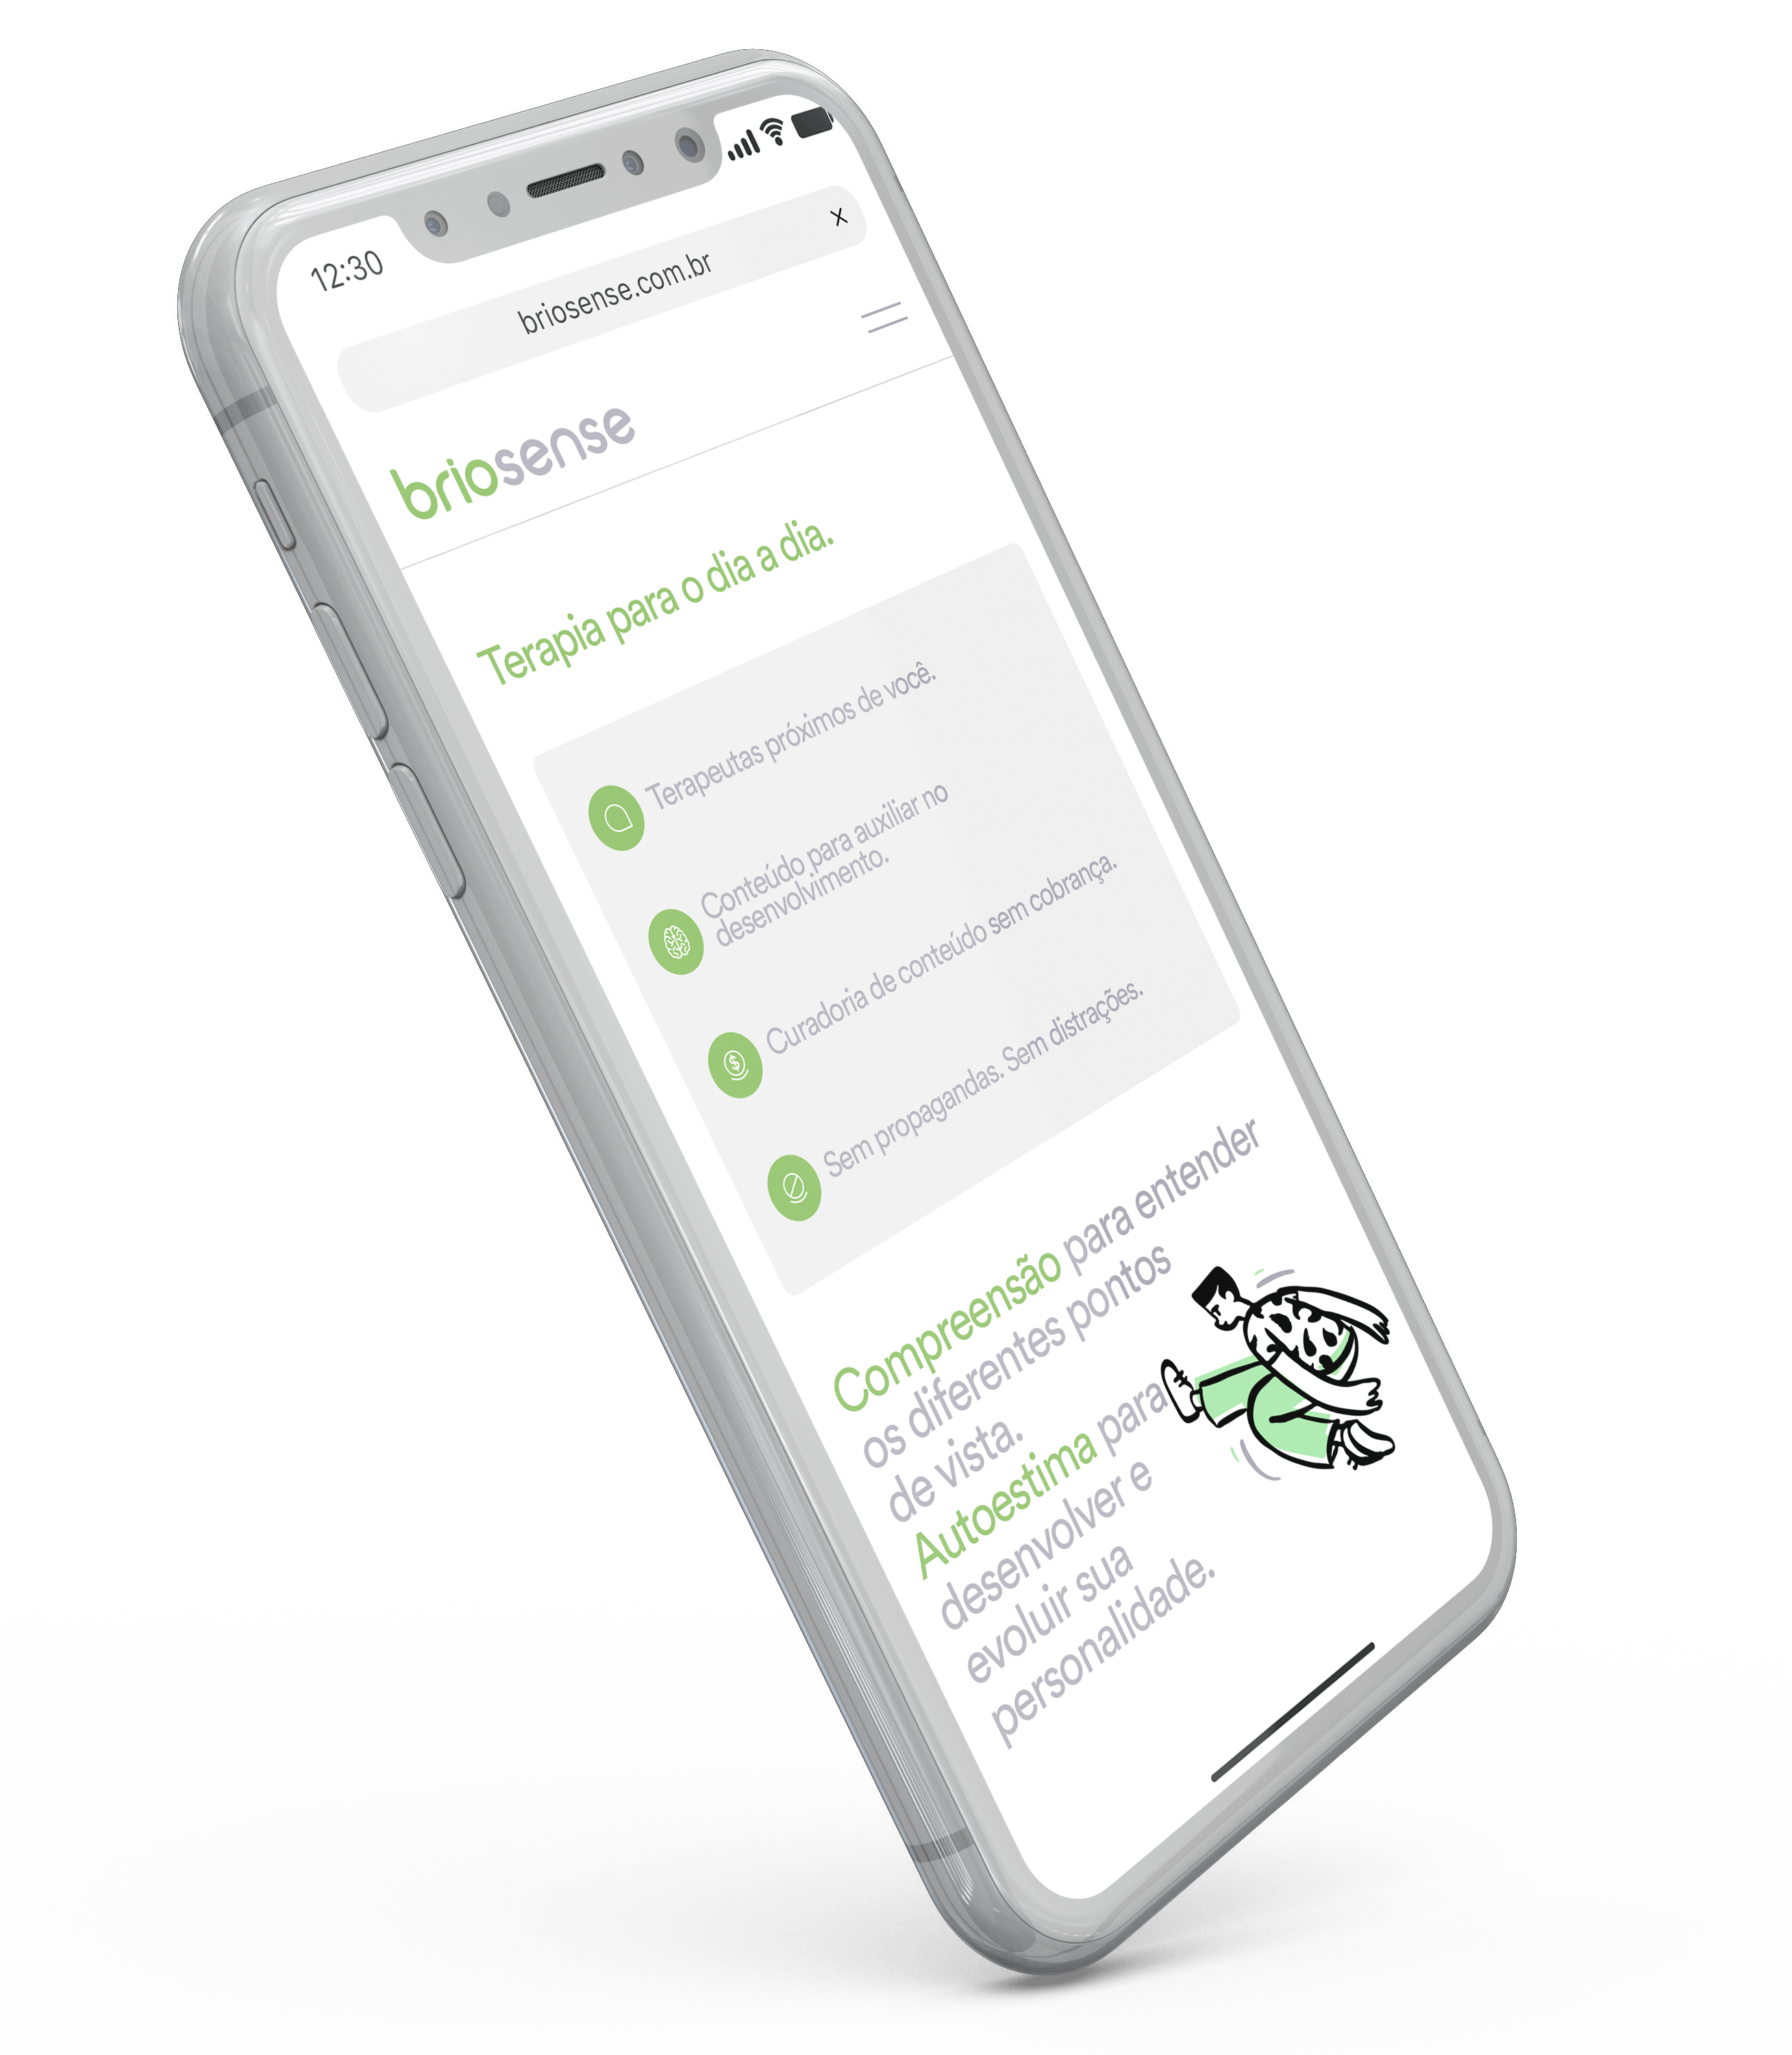 12:30
briosense.com.br
briosense
Terapia para o dia a dia.
Terapeutas próximos de você.
Conteúdo para auxiliar no
desenvolvimento.
Curadoria de conteúdo sem cobrança.
Sem propagandas. Sem distrações.
Compreensão para entender
os diferentes pontos
de vista.
Autoestima para
desenvolver e
evoluir sua
personalidade.